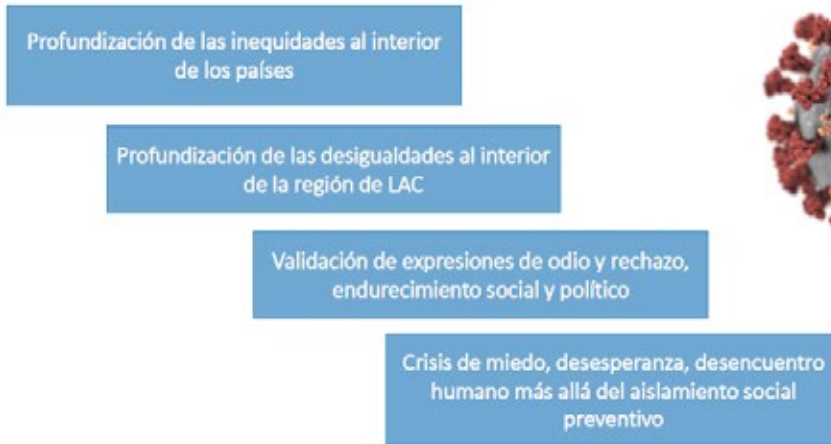 Profundización de las inequidades al interior
de los países
Profundización de las desigualdades al interior
de la región de LAC
Validación de expresiones de odio y rechazo,
endurecimiento social y político
Crisis de miedo, desesperanza, desencuentro
humano más allá del aislamiento social
preventivo